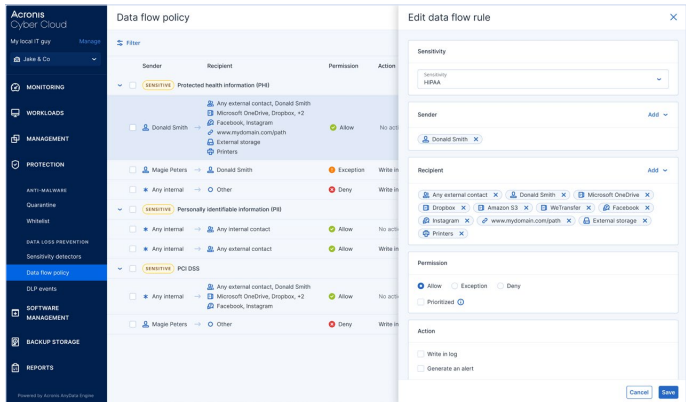 Acronis
Cyber Cloud
My local IT guy Manage
Jake & Co
MONITORING
WORKLOADS
MANAGEMENT
PROTECTION
ANTI-MALWARE
Quarantine
Whitelist
DATA LOSS PREVENTION
Sensitivity detectors
Data flow policy
DLP events
SOFTWARE
MANAGEMENT
BACKUP STORAGE
REPORTS
Powered by Acronis AnyData Engine
Data flow policy
Filter
Sender Recipient Permission Action
SENSITIVE Protected health information (PHI)
Any external contact, Donald Smith
Microsoft OneDrive, Dropbox, +2
Facebook, Instagram
Donald Smith → www.mydomain.com/path Allow No acti
External storage
Printers
Magie Peters → Donald Smith Exception Write in
Any internal → Other Deny Write in
SENSITIVE Personally identifiable information (PII)
Any internal → Any internal contact Allow No acti
Any internal → Any external contact Allow Write in
SENSITIVE PCI DSS
Any external contact, Donald Smith
Any internal → Microsoft OneDrive, Dropbox, +2 Allow No acti
Facebook, Instagram
Magie Peters → Other Deny Write in
Edit data flow rule
Sensitivity
Sensitivity
HIPAA
Sender Add
Donald Smith
Recipient Add
Any external contact Donald Smith Microsoft OneDrive
Dropbox Amazon S3 WeTransfer Facebook
Instagram www.mydomain.com/path External storage
Printers
Permission
Allow Exception Deny
Prioritized
Action
Write in log
Generate an alert
Cancel Save